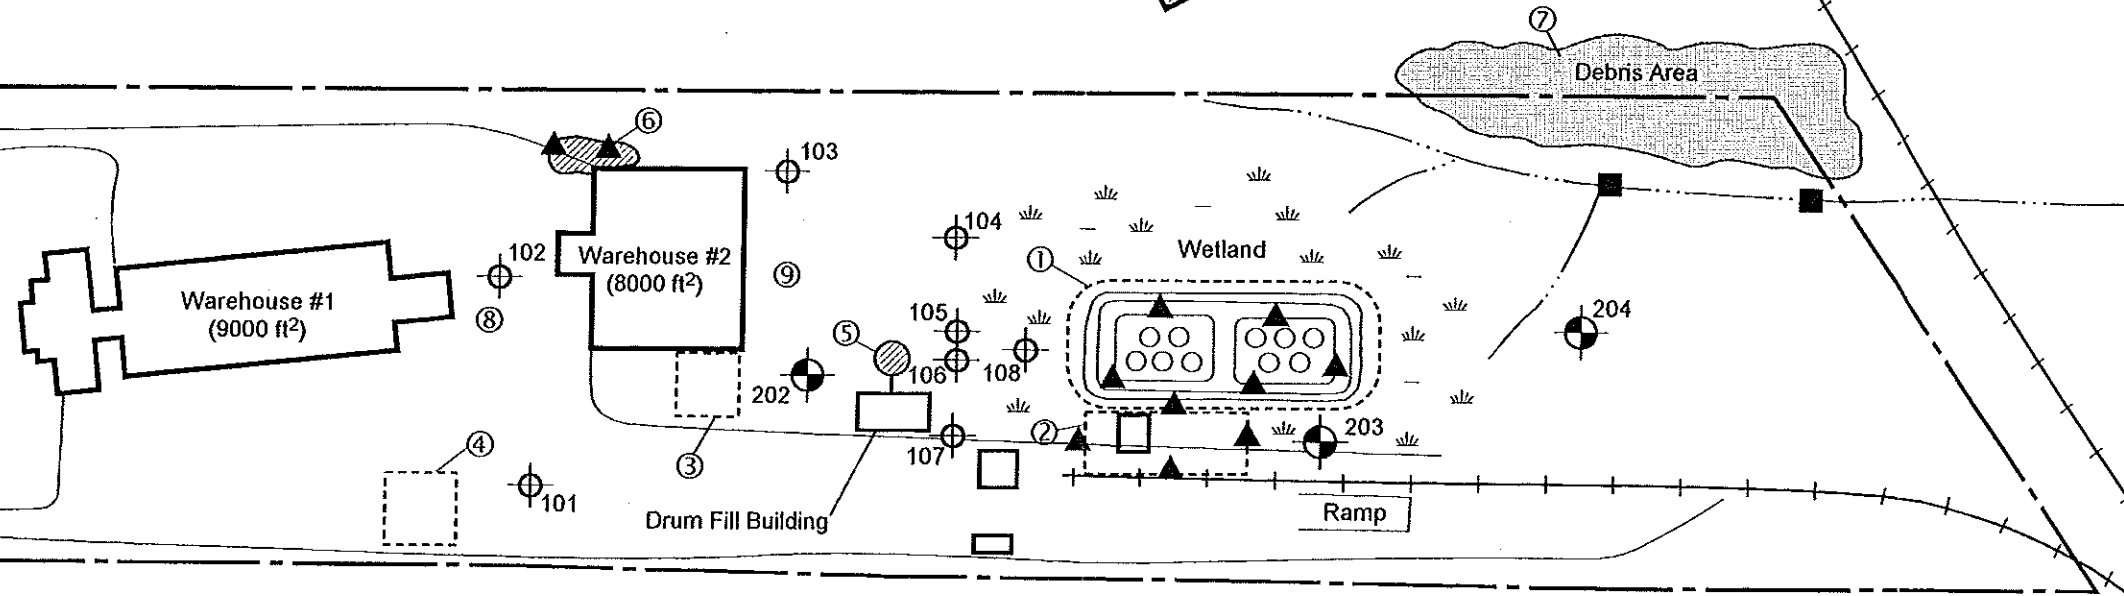 ⑦
Debris Area
⑥
103
104
102
Warehouse #2
(8000 ft²)
Wetland
①
⑨
Warehouse #1
(9000 ft²)
⑧
105
⑤
204
106
108
202
②
203
④
③
107
101
Drum Fill Building
Ramp